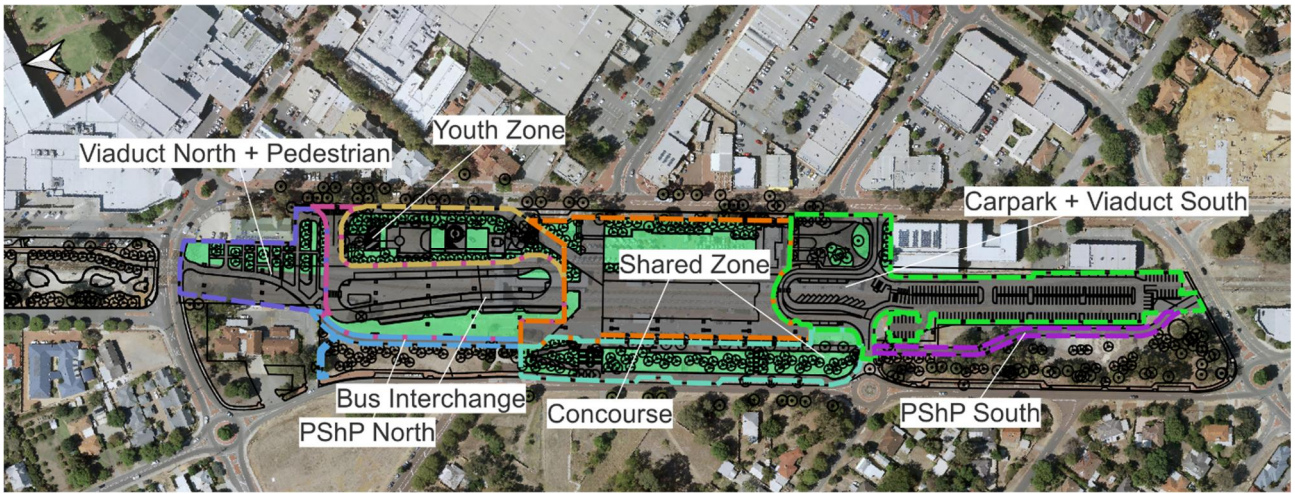 Youth Zone
Viaduct North + Pedestrian
Carpark + Viaduct South
Shared Zone
Bus Interchange
Concourse
PShP South
PShP North